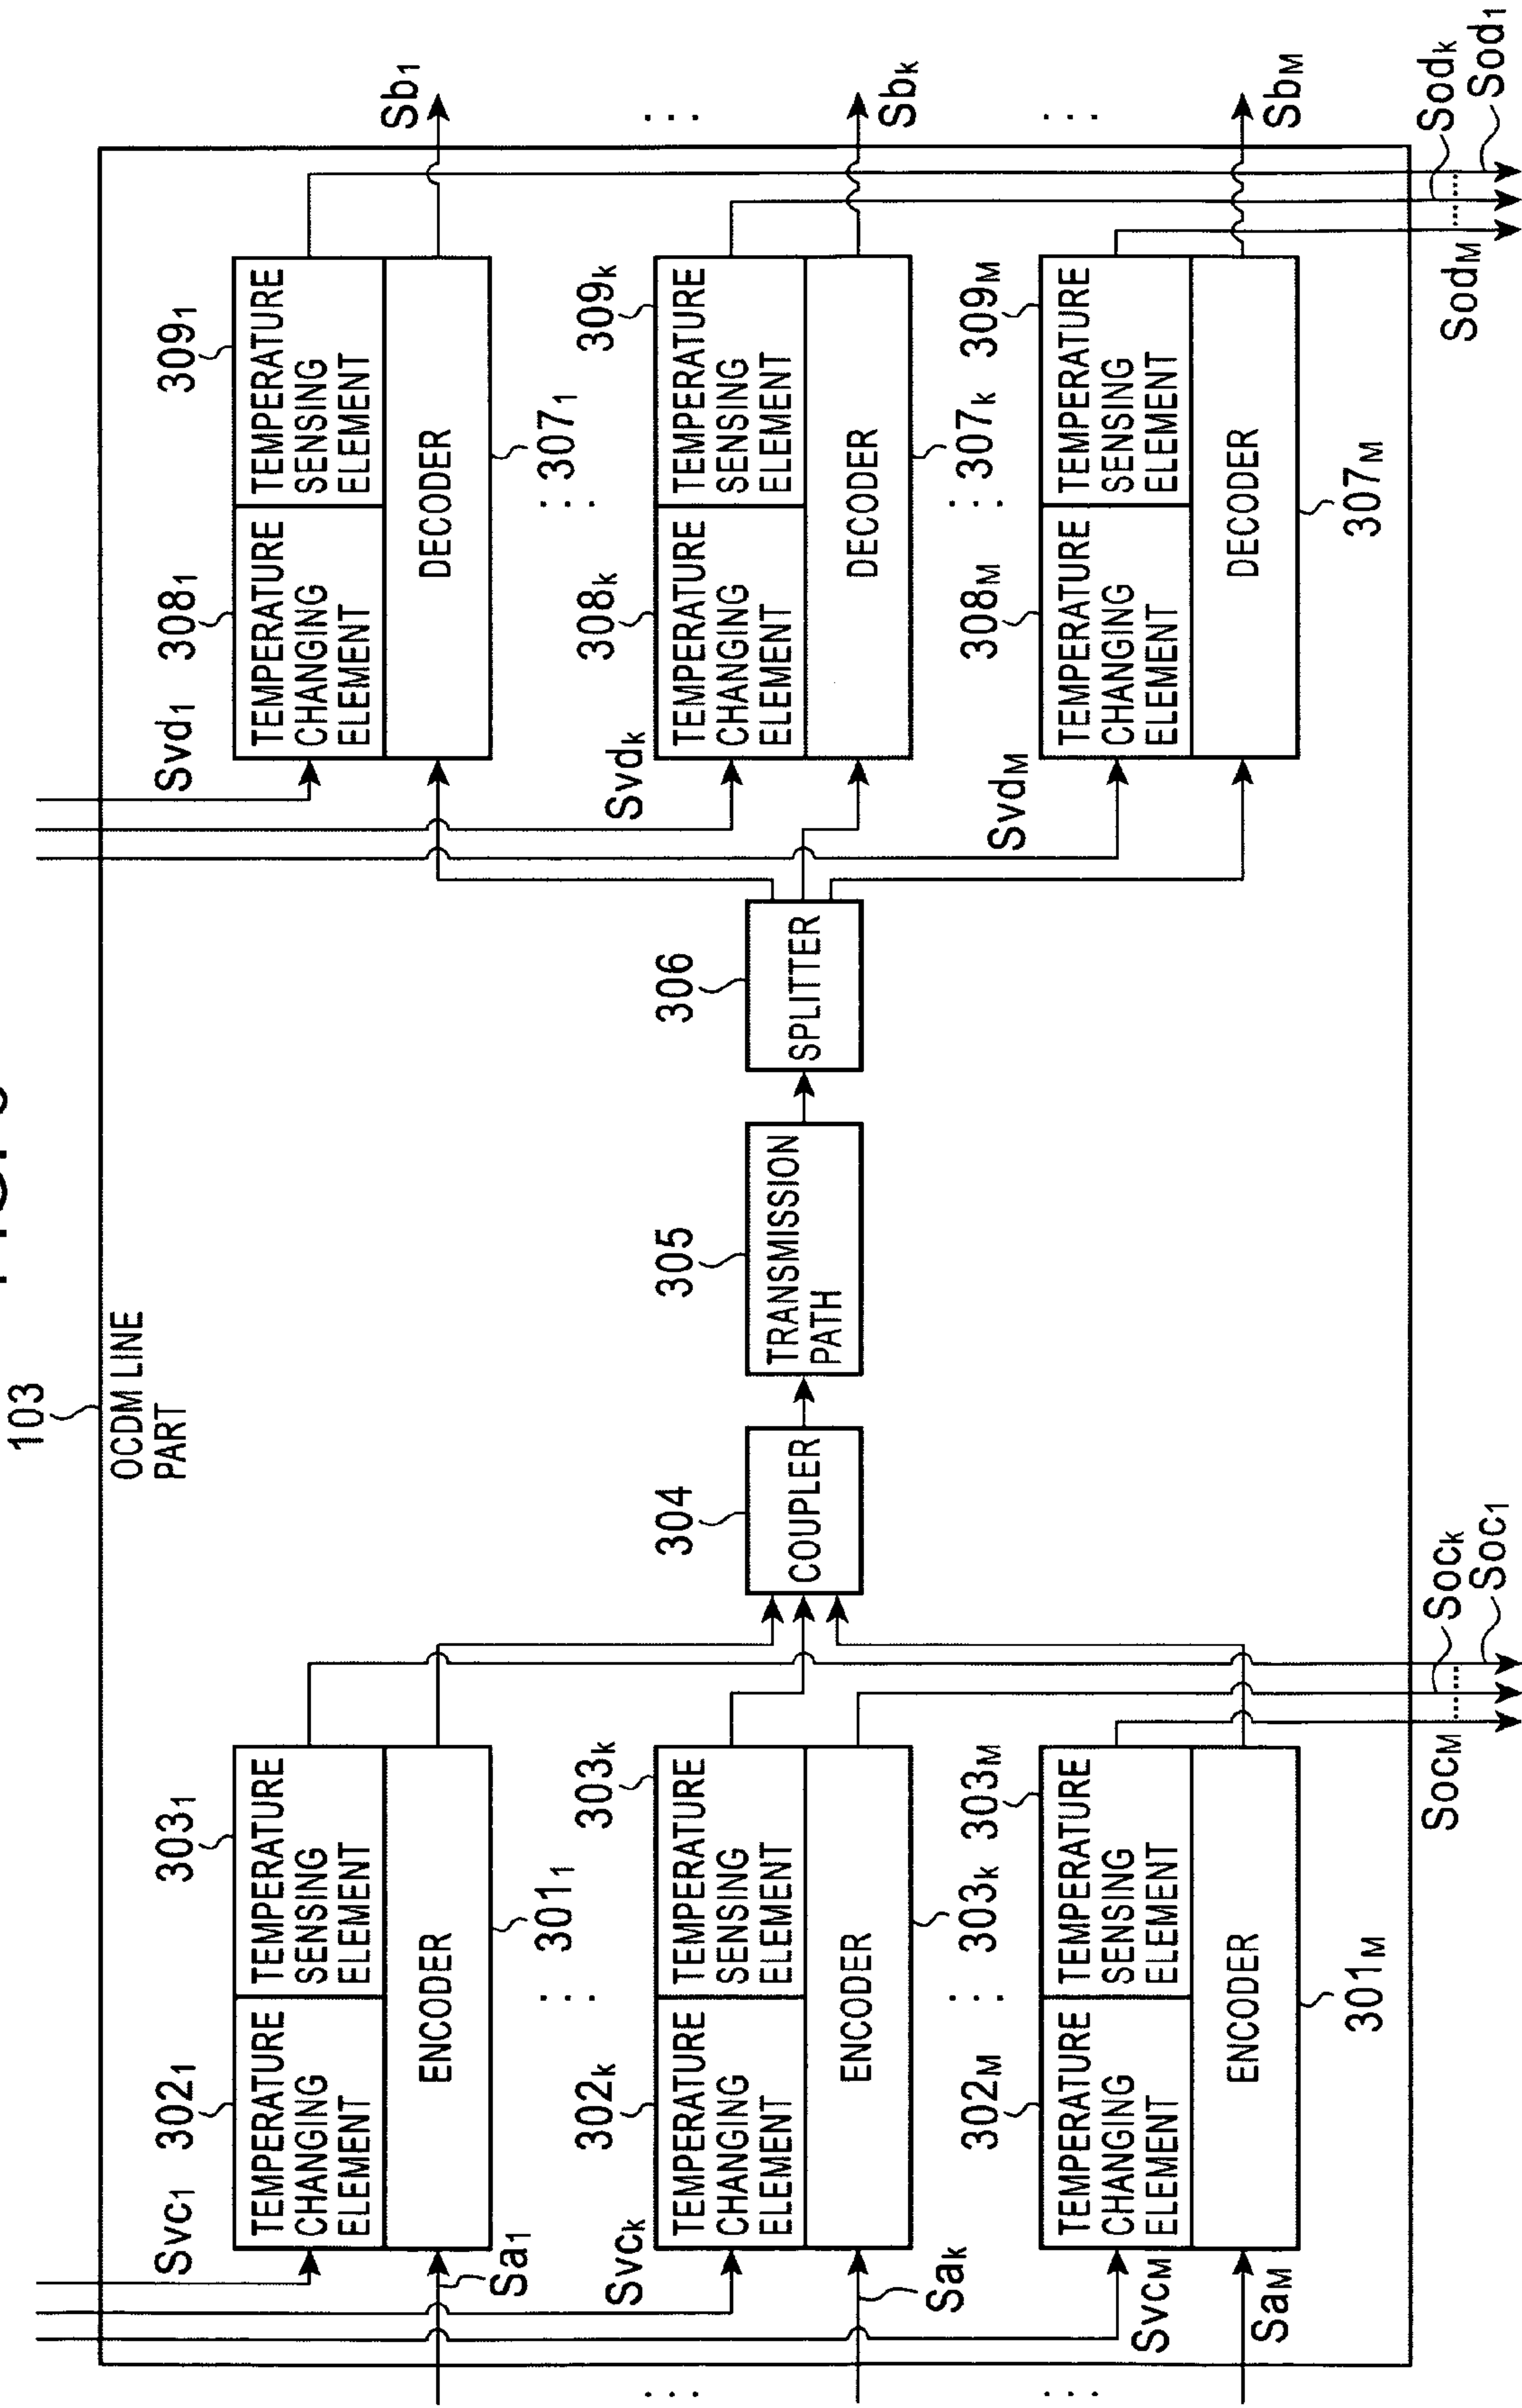 103
OCDM LINE
PART
Svc1
3021
3031
TEMPERATURE
CHANGING
ELEMENT
TEMPERATURE
SENSING
ELEMENT
ENCODER
Sa1
3011
Svck
302k
303k
TEMPERATURE
CHANGING
ELEMENT
TEMPERATURE
SENSING
ELEMENT
ENCODER
Sak
303k
SvcM
302M
303M
TEMPERATURE
CHANGING
ELEMENT
TEMPERATURE
SENSING
ELEMENT
ENCODER
SaM
301M
SocM
Sock
Soc1
304
COUPLER
305
TRANSMISSION
PATH
306
SPLITTER
Svd1
3081
3091
TEMPERATURE
CHANGING
ELEMENT
TEMPERATURE
SENSING
ELEMENT
DECODER
3071
Sb1
Svdk
308k
309k
TEMPERATURE
CHANGING
ELEMENT
TEMPERATURE
SENSING
ELEMENT
DECODER
307k
Sbk
SvdM
308M
309M
TEMPERATURE
CHANGING
ELEMENT
TEMPERATURE
SENSING
ELEMENT
DECODER
307M
SbM
SodM
Sodk
Sod1